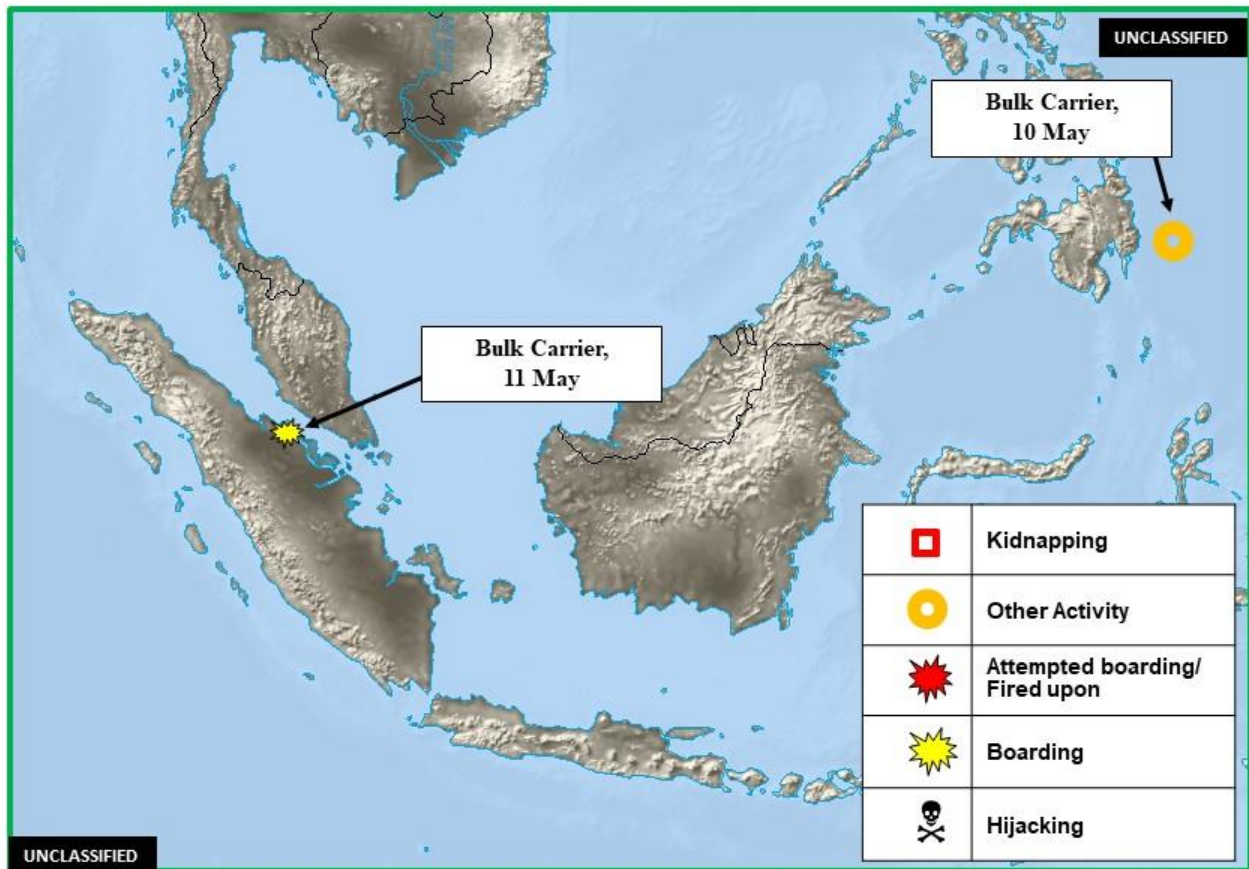 UNCLASSIFIED
Bulk Carrier,
10 May
Bulk Carrier,
11 May
Kidnapping
Other Activity
Attempted boarding/
Fired upon
Boarding
Hijacking
UNCLASSIFIED